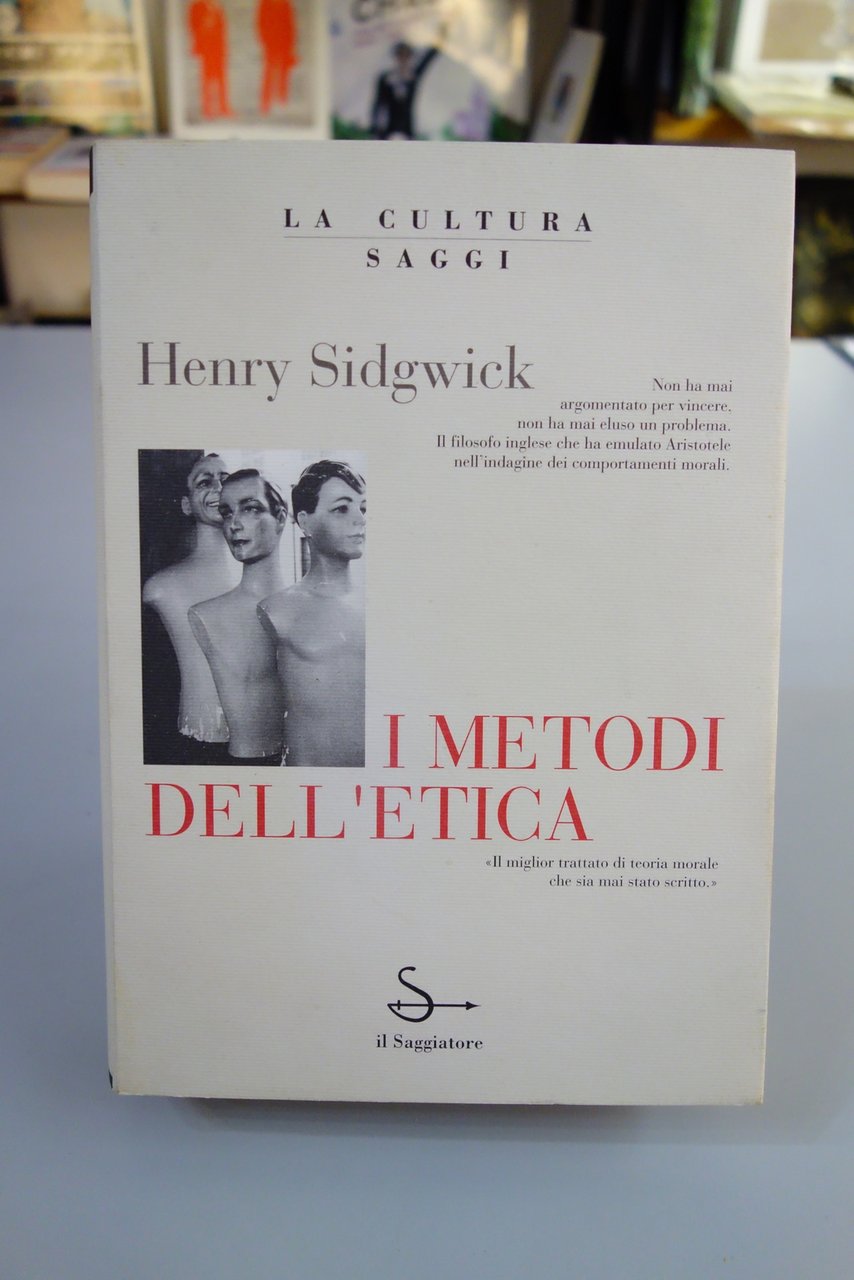 LA CULTURA
SAGGI
Henry Sidgwick
Non ha mai
argomentato per vincere,
non ha mai eluso un problema.
Il filosofo inglese che ha emulato Aristotele
nell'indagine dei comportamenti morali.
I METODI
DELL'ETICA
«Il miglior trattato di teoria morale
che sia mai stato scritto.»
S
il Saggiatore